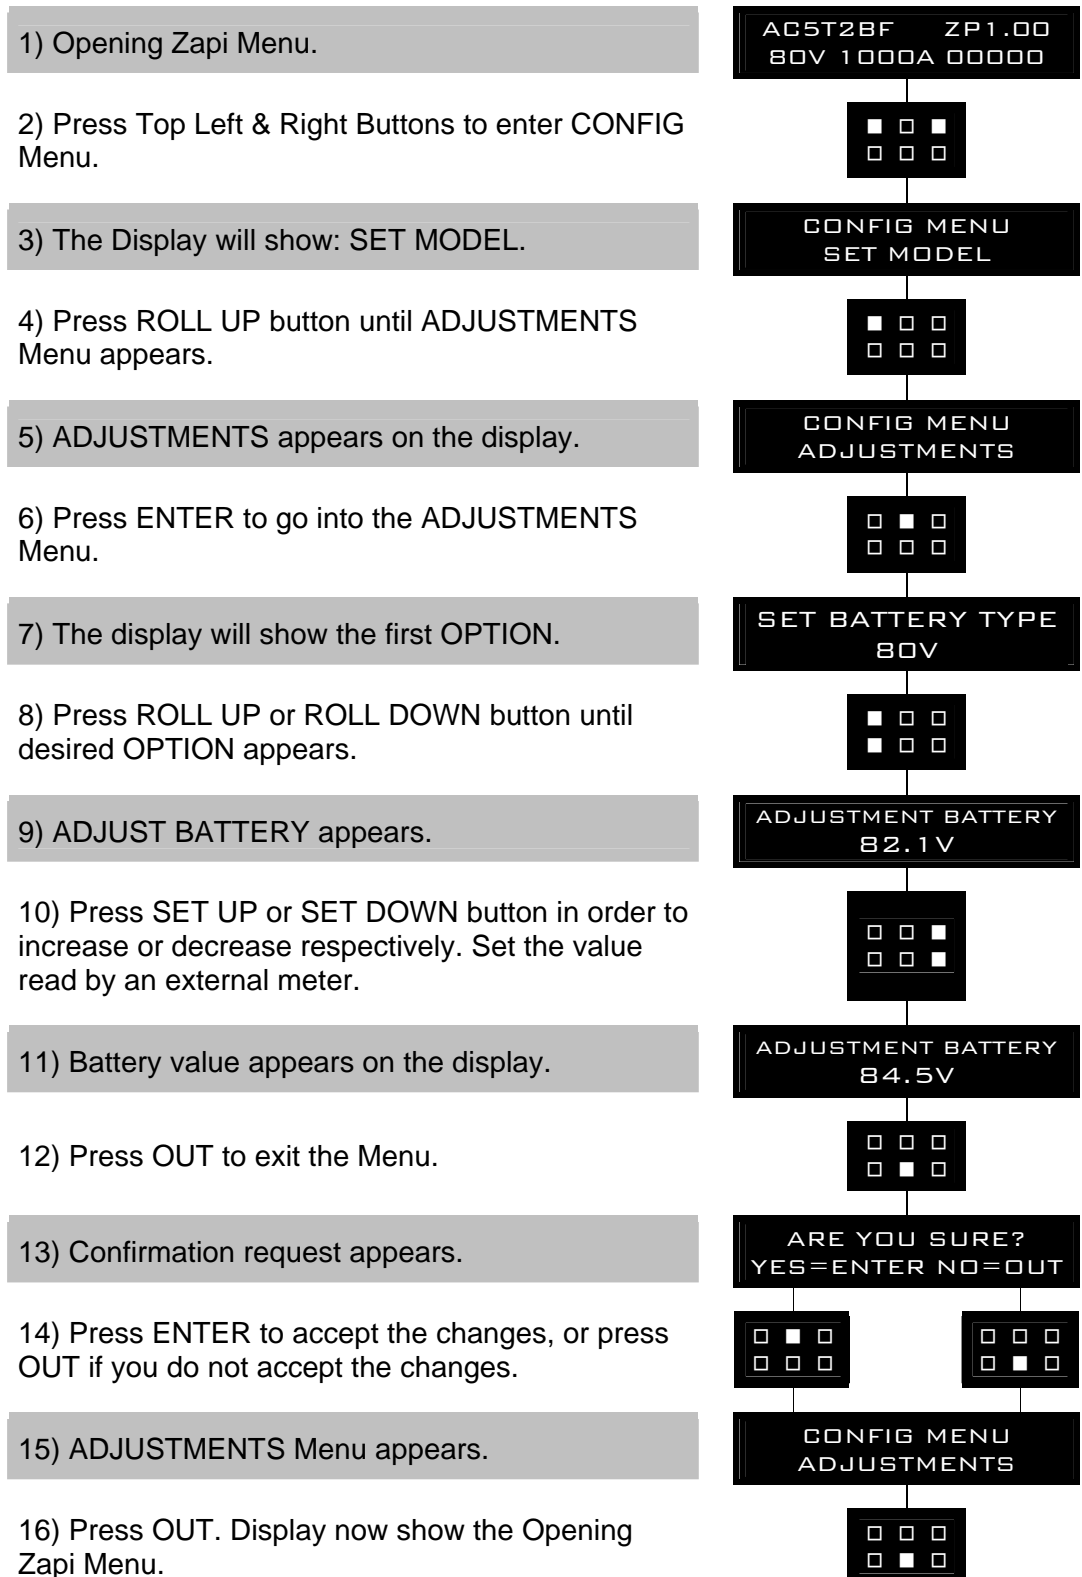 1) Opening Zapi Menu.
AC5T2BF ZP1.00
80V 1000A 00000
2) Press Top Left & Right Buttons to enter CONFIG
Menu.
3) The Display will show: SET MODEL.
CONFIG MENU
SET MODEL
4) Press ROLL UP button until ADJUSTMENTS
Menu appears.
5) ADJUSTMENTS appears on the display.
CONFIG MENU
ADJUSTMENTS
6) Press ENTER to go into the ADJUSTMENTS
Menu.
7) The display will show the first OPTION.
SET BATTERY TYPE
80V
8) Press ROLL UP or ROLL DOWN button until
desired OPTION appears.
9) ADJUST BATTERY appears.
ADJUSTMENT BATTERY
82.1V
10) Press SET UP or SET DOWN button in order to
increase or decrease respectively. Set the value
read by an external meter.
11) Battery value appears on the display.
ADJUSTMENT BATTERY
84.5V
12) Press OUT to exit the Menu.
13) Confirmation request appears.
ARE YOU SURE?
YES=ENTER NO=OUT
14) Press ENTER to accept the changes, or press
OUT if you do not accept the changes.
15) ADJUSTMENTS Menu appears.
CONFIG MENU
ADJUSTMENTS
16) Press OUT. Display now show the Opening
Zapi Menu.